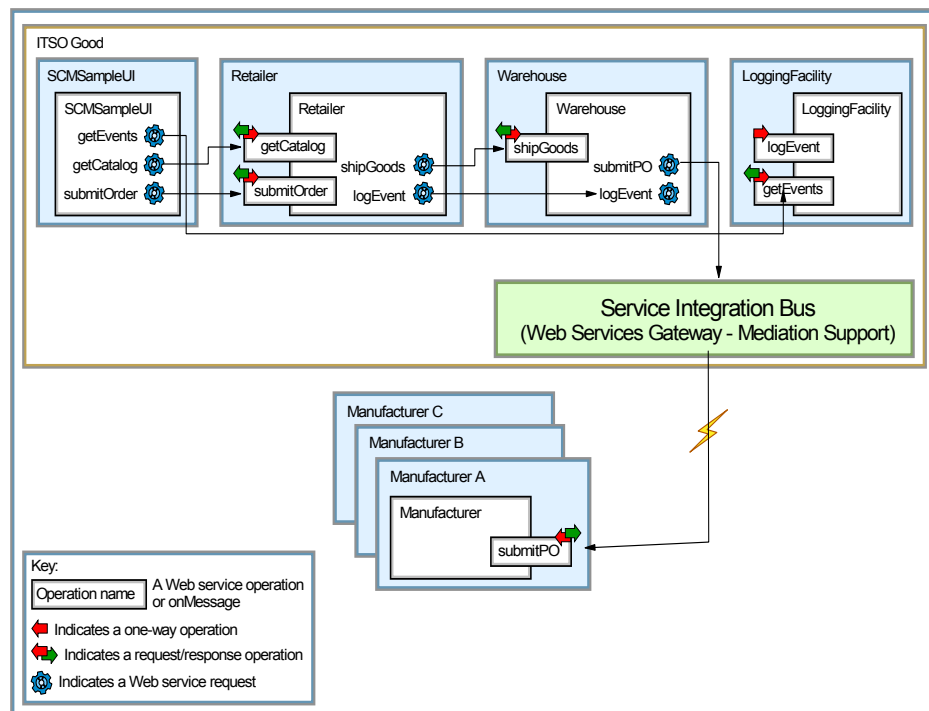 ITSO Good
SCMSampleUI
SCMSampleUI
getEvents
getCatalog
submitOrder
Retailer
Retailer
getCatalog
submitOrder
shipGoods
logEvent
Warehouse
Warehouse
shipGoods
submitPO
logEvent
LoggingFacility
LoggingFacility
logEvent
getEvents
Service Integration Bus
(Web Services Gateway - Mediation Support)
Manufacturer C
Manufacturer B
Manufacturer A
Manufacturer
submitPO
Key:
Operation name
A Web service operation
or onMessage
Indicates a one-way operation
Indicates a request/response operation
Indicates a Web service request